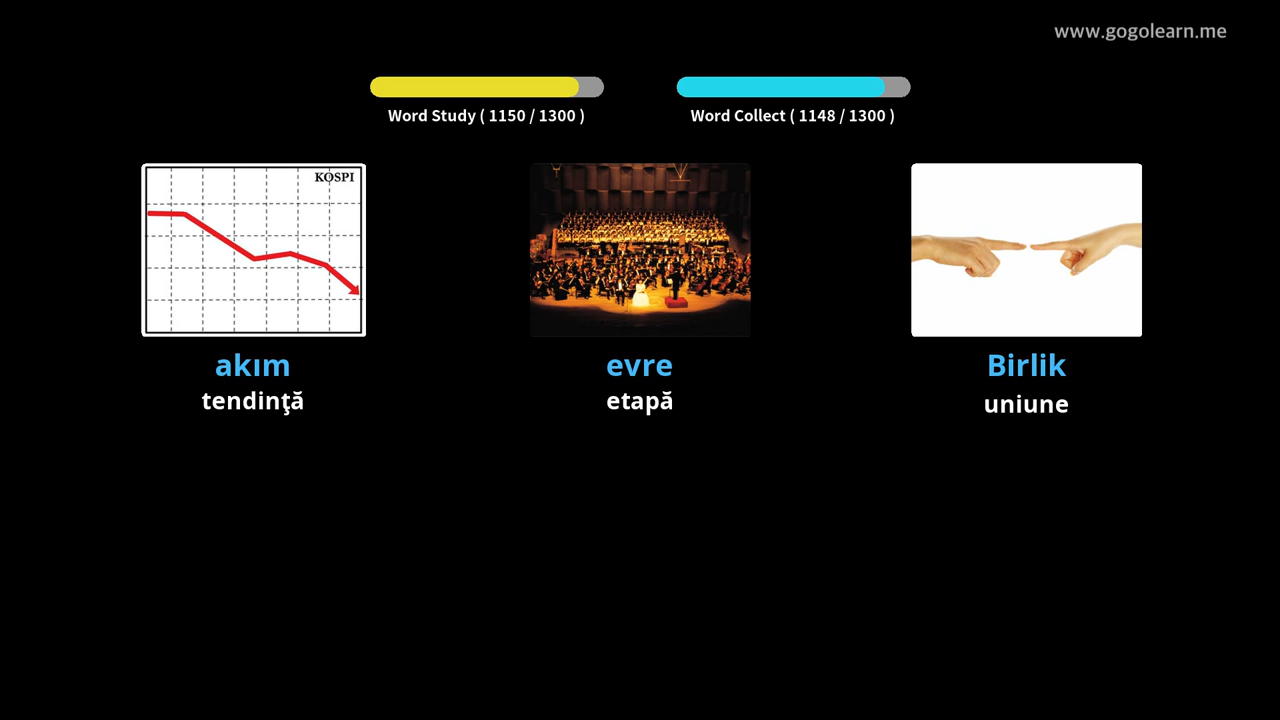 www.gogolearn.me
Word Study ( 1150 / 1300 )
Word Collect ( 1148 / 1300 )
KOSPI
akım
evre
Birlik
tendinţă
etapă
uniune